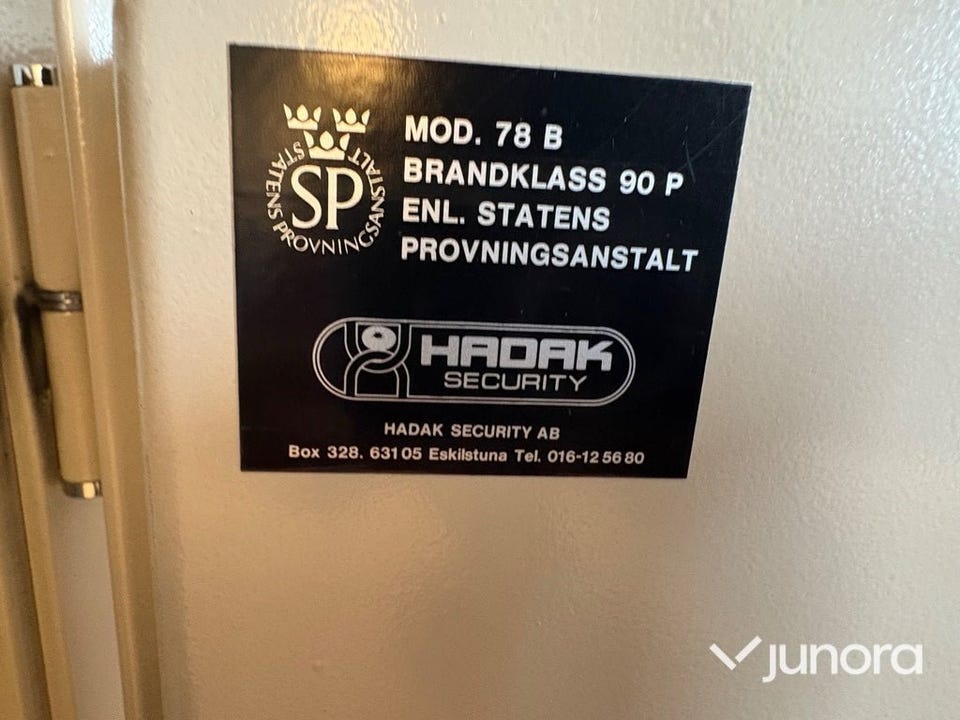 STATENS PROVNINGSANSTALT
SP
MOD. 78 B
BRANDKLASS 90 P
ENL. STATENS
PROVNINGSANSTALT
HADAK
SECURITY
HADAK SECURITY AB
Box 328. 631 05 Eskilstuna Tel. 016-12 56 80
junora